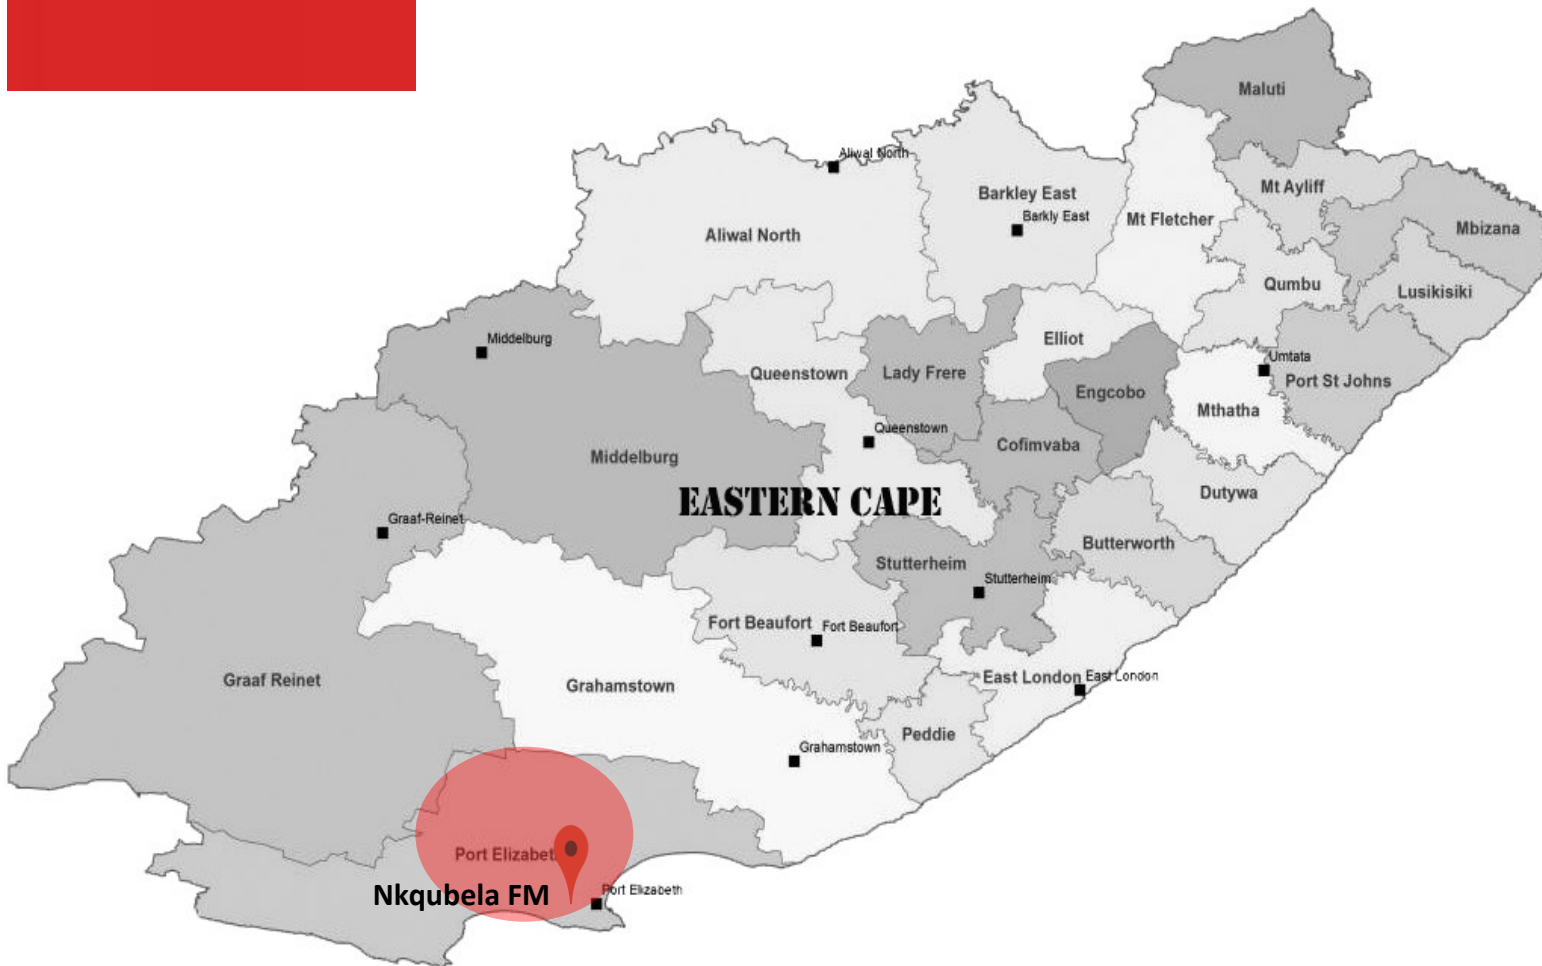 Maluti
Aliwal North
Mt Ayliff
Barkley East
Barkly East
Mt Fletcher
Mbizana
Aliwal North
Qumbu
Lusikisiki
Middelburg
Elliot
Umtata
Queenstown
Lady Frere
Port St Johns
Engcobo
Mthatha
Queenstown
Cofimvaba
Middelburg
EASTERN CAPE
Dutywa
Graaf-Reinet
Butterworth
Stutterheim
Stutterheim
Fort Beaufort
Fort Beaufort
Graaf Reinet
Grahamstown
East London
East London
Peddie
Grahamstown
Port Elizabet
Nkqubela FM
Port Elizabeth